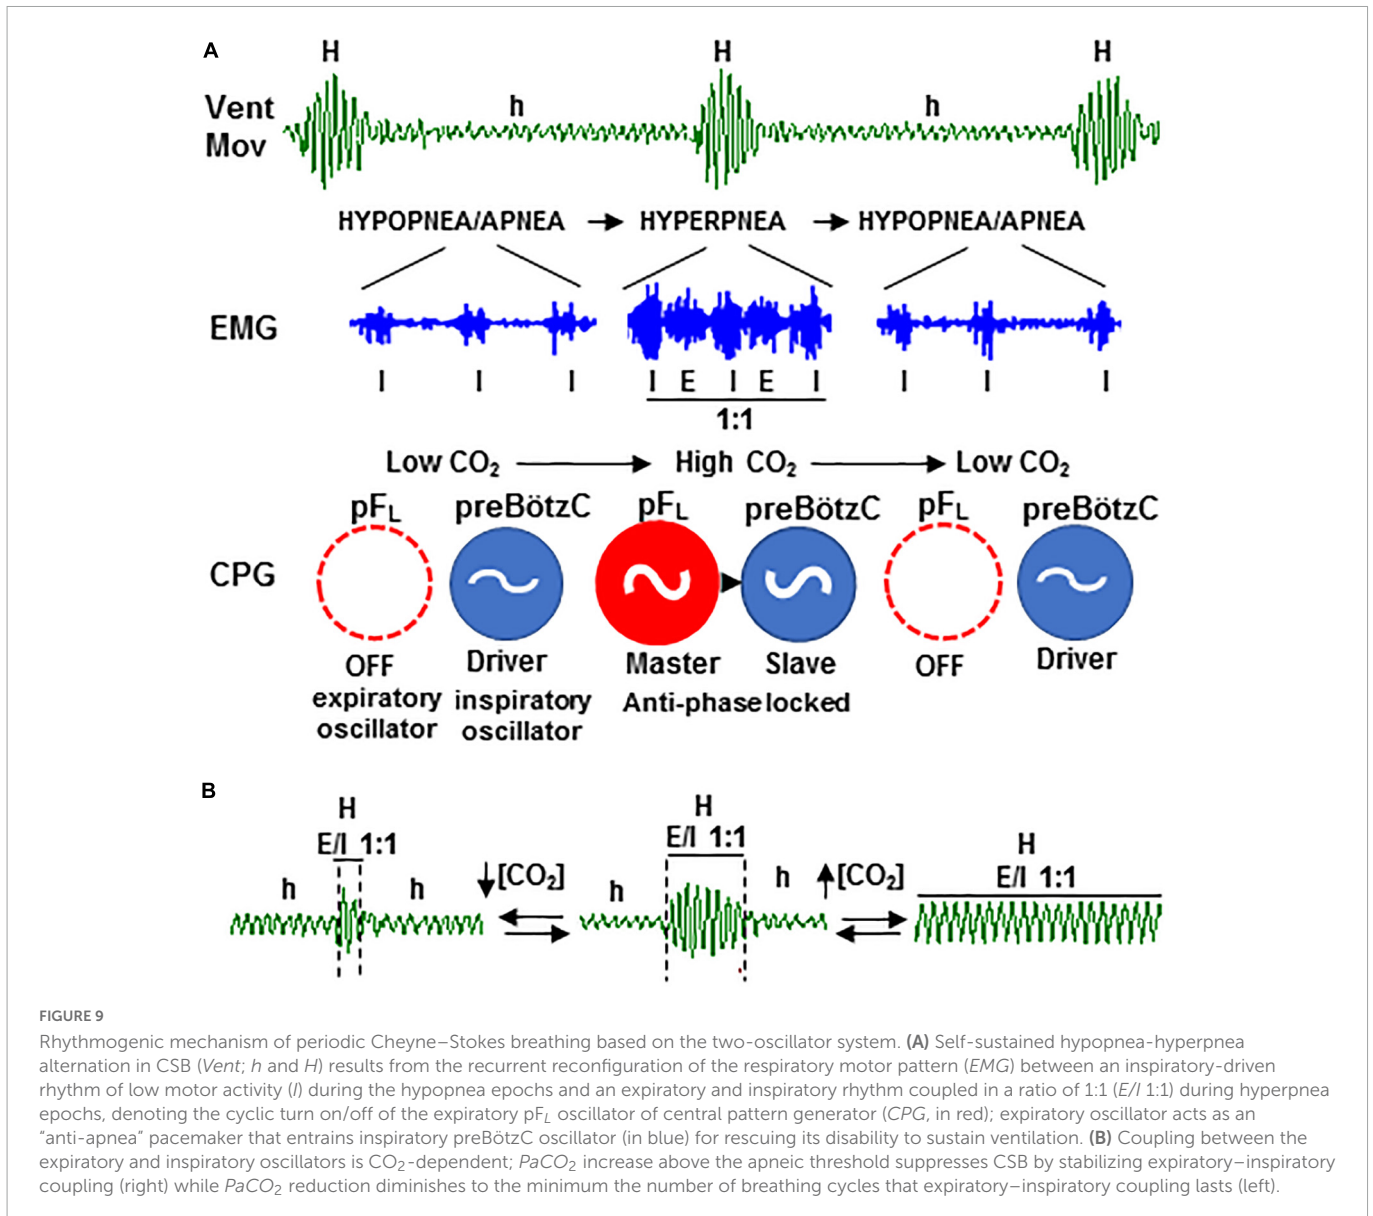 A
H H H
Vent
Mov
h h
HYPOPNEA/APNEA → HYPERPNEA → HYPOPNEA/APNEA
EMG
I I I I E I E I I I I
1:1
Low CO₂ → High CO₂ → Low CO₂
pF_L preBötzC pF_L preBötzC pF_L preBötzC
CPG
OFF Driver Master Slave OFF Driver
expiratory oscillator inspiratory oscillator Anti-phase locked
B
H H H
E/I 1:1 E/I 1:1 E/I 1:1
h h ↓[CO₂] h h ↑[CO₂]
FIGURE 9
Rhythmogenic mechanism of periodic Cheyne–Stokes breathing based on the two-oscillator system. (A) Self-sustained hypopnea-hyperpnea
alternation in CSB (Vent; h and H) results from the recurrent reconfiguration of the respiratory motor pattern (EMG) between an inspiratory-driven
rhythm of low motor activity (I) during the hypopnea epochs and an expiratory and inspiratory rhythm coupled in a ratio of 1:1 (E/I 1:1) during hyperpnea
epochs, denoting the cyclic turn on/off of the expiratory pF_L oscillator of central pattern generator (CPG, in red); expiratory oscillator acts as an
“anti-apnea” pacemaker that entrains inspiratory preBötzC oscillator (in blue) for rescuing its disability to sustain ventilation. (B) Coupling between the
expiratory and inspiratory oscillators is CO₂-dependent; PaCO₂ increase above the apneic threshold suppresses CSB by stabilizing expiratory–inspiratory
coupling (right) while PaCO₂ reduction diminishes to the minimum the number of breathing cycles that expiratory–inspiratory coupling lasts (left).